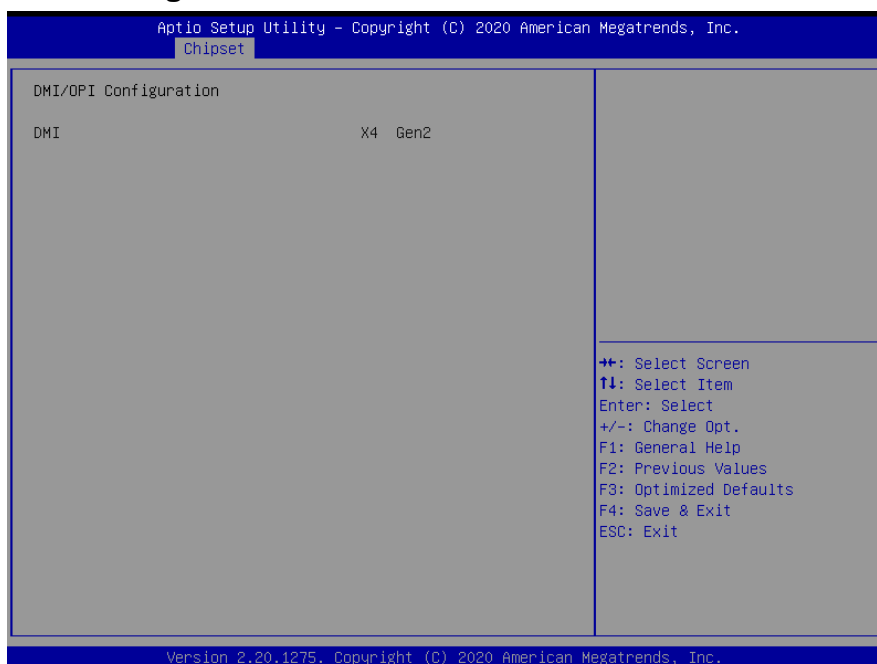 Aptio Setup Utility – Copyright (C) 2020 American Megatrends, Inc.
Chipset
DMI/OPI Configuration
DMI X4 Gen2
→←: Select Screen
↑↓: Select Item
Enter: Select
+/-: Change Opt.
F1: General Help
F2: Previous Values
F3: Optimized Defaults
F4: Save & Exit
ESC: Exit
Version 2.20.1275. Copyright (C) 2020 American Megatrends, Inc.